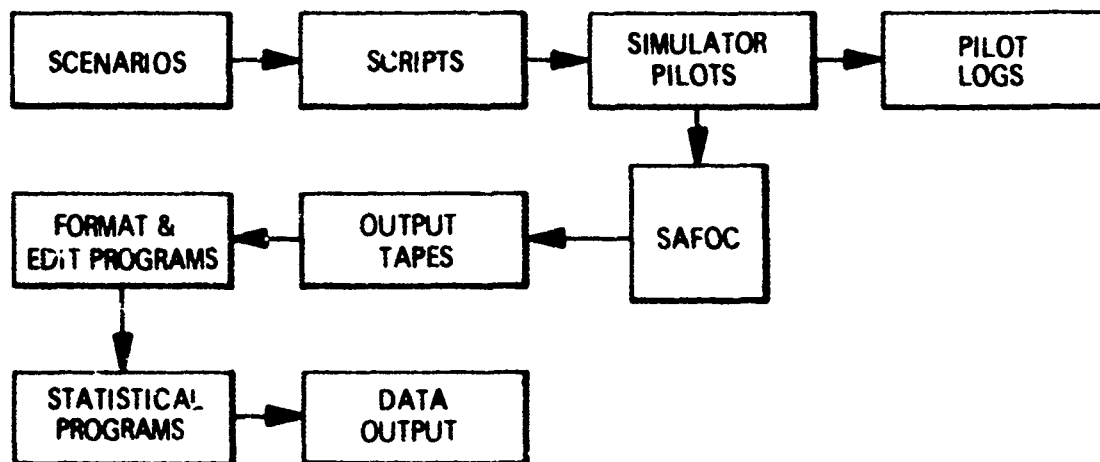 SCENARIOS
SCRIPTS
SIMULATOR
PILOTS
PILOT
LOGS
FORMAT &
EDIT PROGRAMS
OUTPUT
TAPES
SAFOC
STATISTICAL
PROGRAMS
DATA
OUTPUT